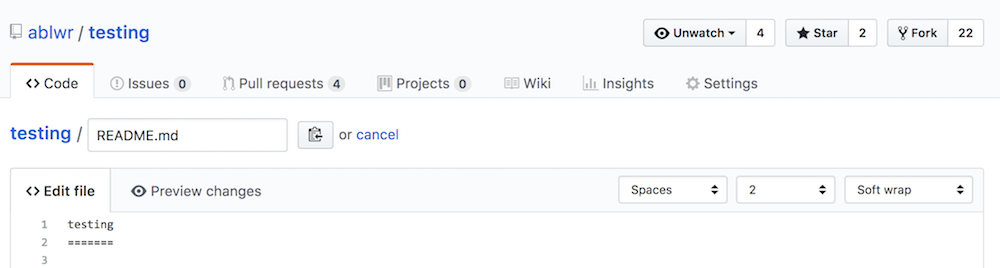 ablwr / testing Unwatch 4 Star 2 Fork 22
Code Issues 0 Pull requests 4 Projects 0 Wiki Insights Settings
testing / README.md or cancel
Edit file Preview changes Spaces 2 Soft wrap
1 testing
2 =======
3